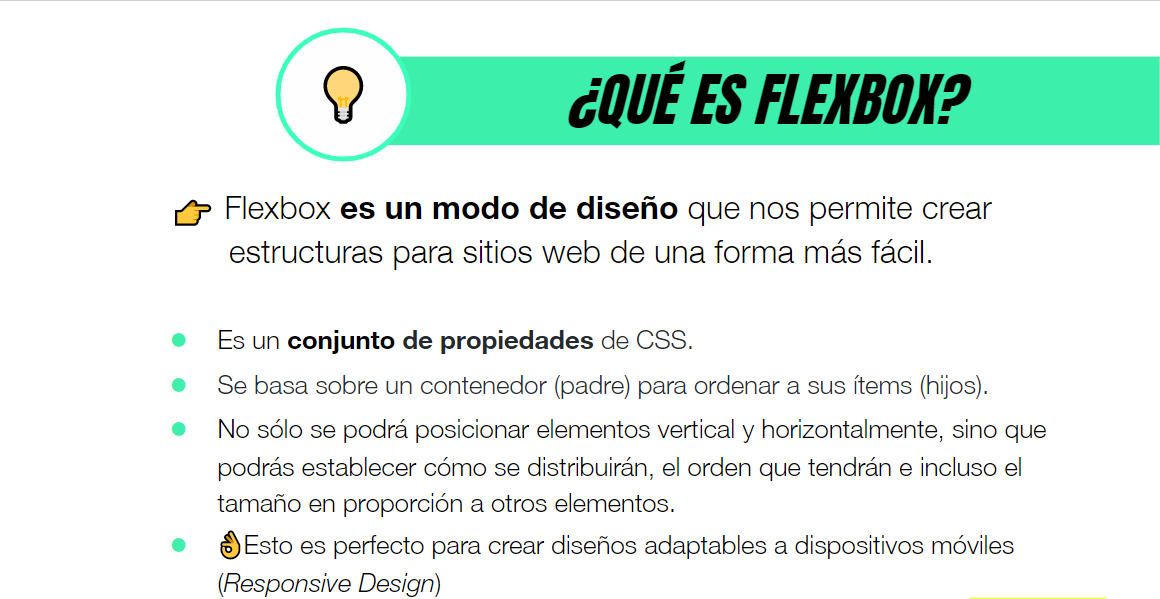 ¿QUÉ ES FLEXBOX?
👉 Flexbox es un modo de diseño que nos permite crear
estructuras para sitios web de una forma más fácil.
● Es un conjunto de propiedades de CSS.
● Se basa sobre un contenedor (padre) para ordenar a sus ítems (hijos).
● No sólo se podrá posicionar elementos vertical y horizontalmente, sino que
podrás establecer cómo se distribuirán, el orden que tendrán e incluso el
tamaño en proporción a otros elementos.
● 👌Esto es perfecto para crear diseños adaptables a dispositivos móviles
(Responsive Design)